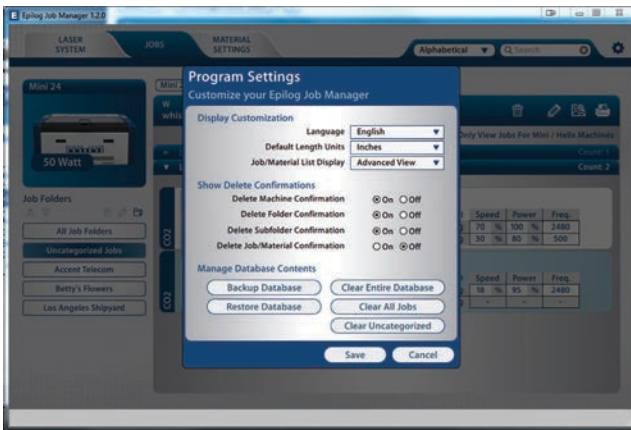 Epilog Job Manager 1.2.0
LASER
SYSTEM
JOBS
MATERIAL
SETTINGS
Alphabetical
Search
Mini 24
50 Watt
Job Folders
All Job Folders
Uncategorized Jobs
Accent Telecom
Betty's Flowers
Los Angeles Shipyard
Mini
W
whis
Only View Jobs For Mini / Helix Machines
Count: 1
Count: 2
CO2
Speed Power Freq.
70 % 100 % 2480
30 % 80 % 500
CO2
Speed Power Freq.
18 % 95 % 2480
- - -
Program Settings
Customize your Epilog Job Manager
Display Customization
Language English
Default Length Units Inches
Job/Material List Display Advanced View
Show Delete Confirmations
Delete Machine Confirmation On Off
Delete Folder Confirmation On Off
Delete Subfolder Confirmation On Off
Delete Job/Material Confirmation On Off
Manage Database Contents
Backup Database Clear Entire Database
Restore Database Clear All Jobs
Clear Uncategorized
Save Cancel